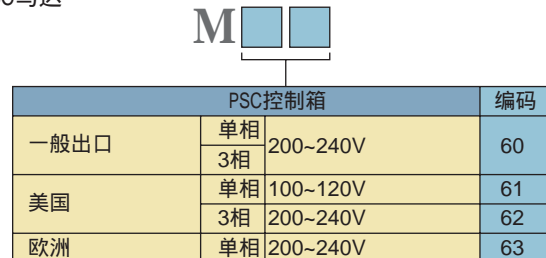 M
PSC控制箱 编码
一般出口 单相 200~240V 60
3相
美国 单相 100~120V 61
3相 200~240V 62
欧洲 单相 200~240V 63